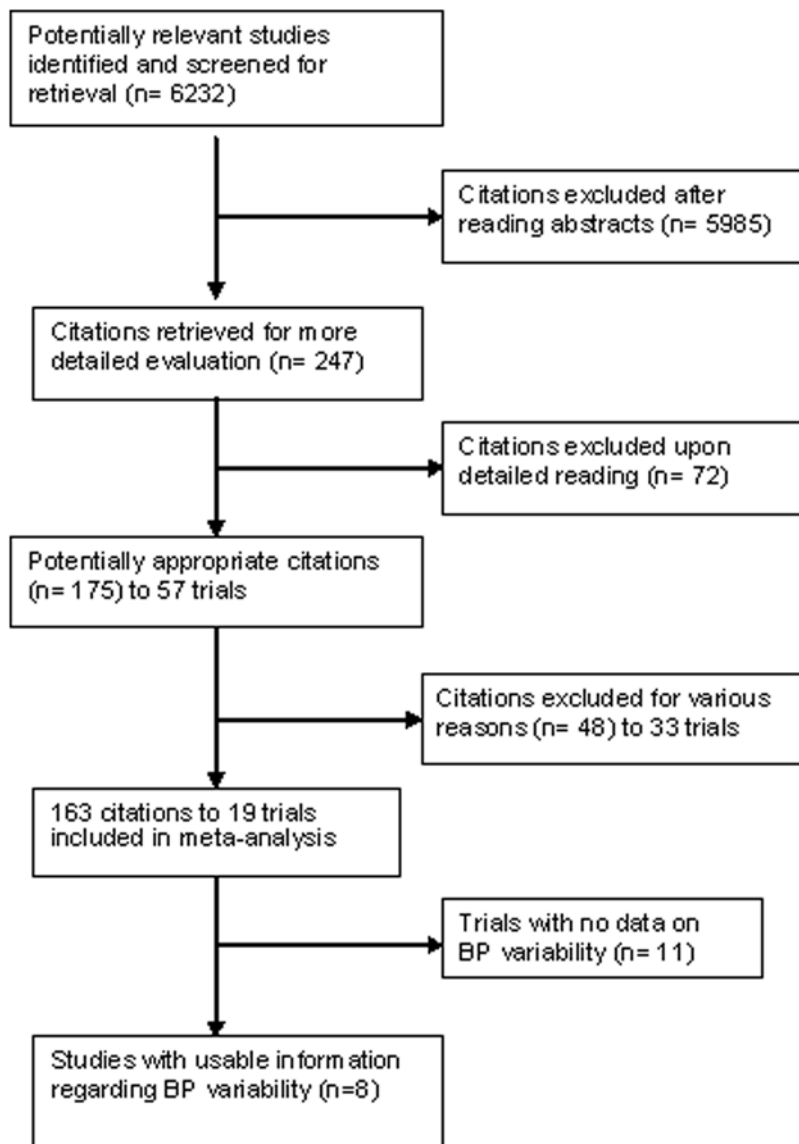 Potentially relevant studies
identified and screened for
retrieval (n= 6232)
Citations excluded after
reading abstracts (n= 5985)
Citations retrieved for more
detailed evaluation (n= 247)
Citations excluded upon
detailed reading (n= 72)
Potentially appropriate citations
(n= 175) to 57 trials
Citations excluded for various
reasons (n= 48) to 33 trials
163 citations to 19 trials
included in meta-analysis
Trials with no data on
BP variability (n= 11)
Studies with usable information
regarding BP variability (n=8)